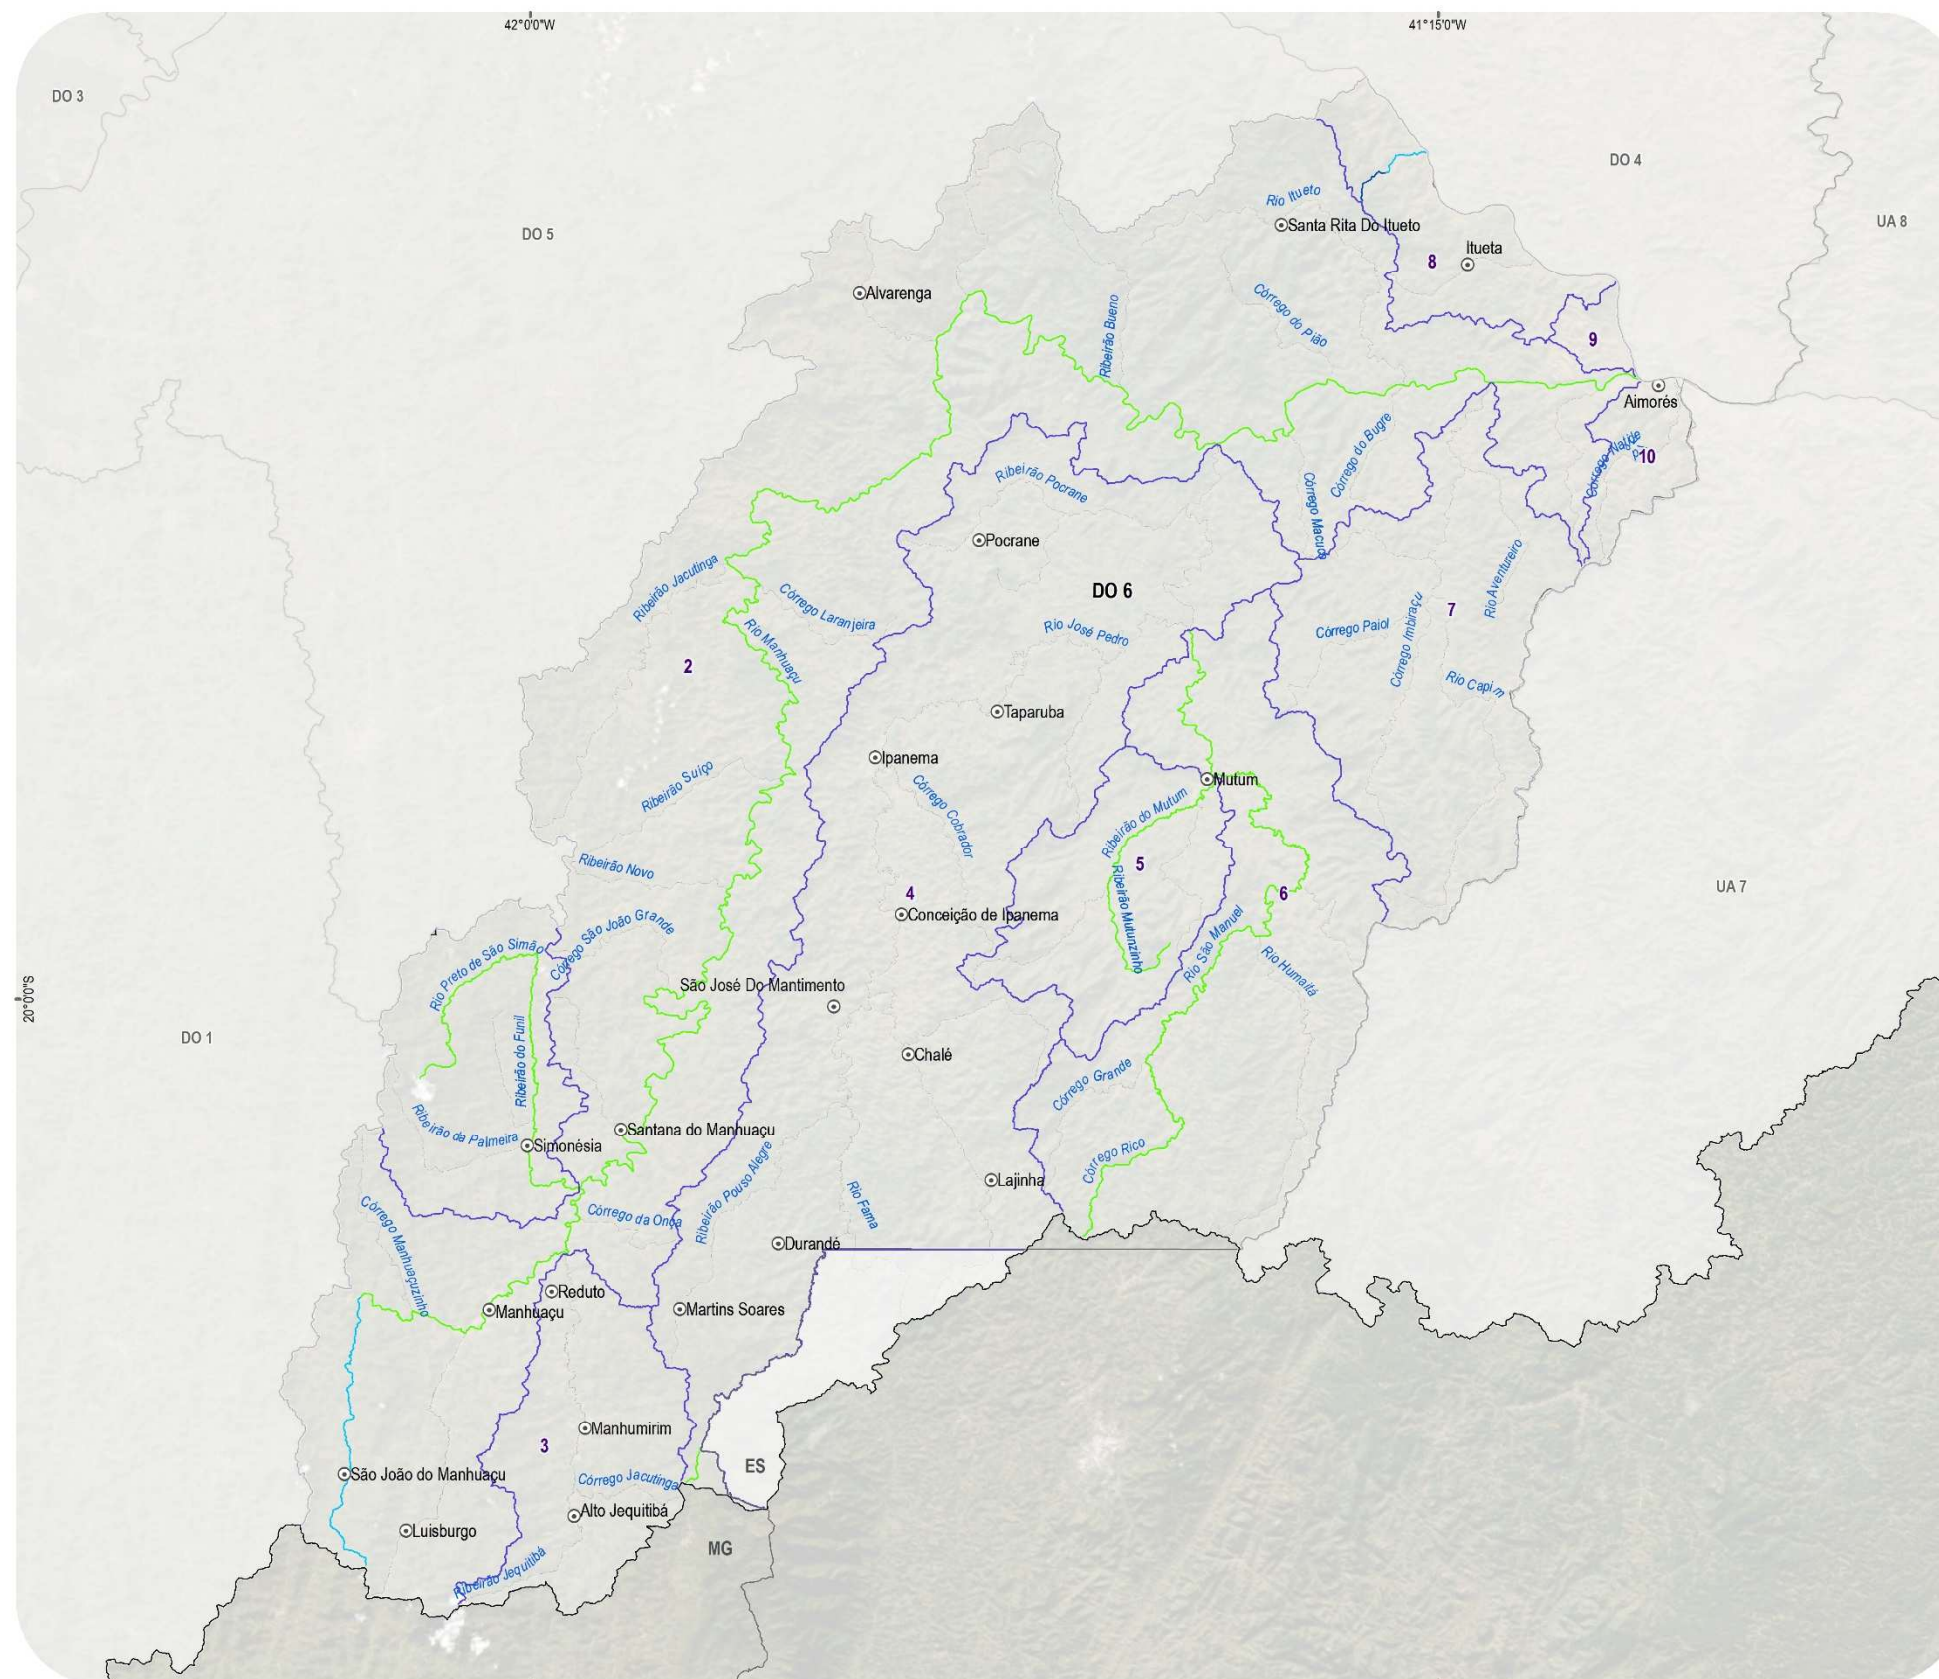 42°0'0"W
41°15'0"W
DO 3
DO 4
Rio Itueto
UA 8
Santa Rita Do Itueto
DO 5
Itueta
8
Alvarenga
Córrego do Pião
Ribeirão Bueno
9
Aimorés
Córrego do Bugre
Córrego Natide
10
Ribeirão Pocrane
Córrego Macuco
Pocrane
Ribeirão Jacutinga
DO 6
Rio Aventureiro
Córrego Laranjeira
7
Rio José Pedro
Córrego Paiol
Córrego Imbiraçu
Rio Manhuaçu
2
Rio Capim
Taparuba
Ipanema
Ribeirão Suiço
Mutum
Córrego Cobrador
Ribeirão do Mutum
Ribeirão Novo
5
UA 7
4
6
Conceição de Ipanema
Ribeirão Mutunzinho
Córrego São João Grande
Rio São Manuel
Rio Preto de São Simão
Rio Humaitá
São José Do Mantimento
20°0'0"S
DO 1
Ribeirão do Funil
Chalé
Córrego Grande
Ribeirão da Palmeira
Santana do Manhuaçu
Simonésia
Córrego Rico
Lajinha
Ribeirão Pouso Alegre
Rio Fama
Córrego da Onça
Córrego Manhuaçuzinho
Durandé
Reduto
Manhuaçu
Martins Soares
Manhumirim
3
ES
São João do Manhuaçu
Córrego Jacutinga
Alto Jequitibá
Luisburgo
MG
Ribeirão Jequitibá